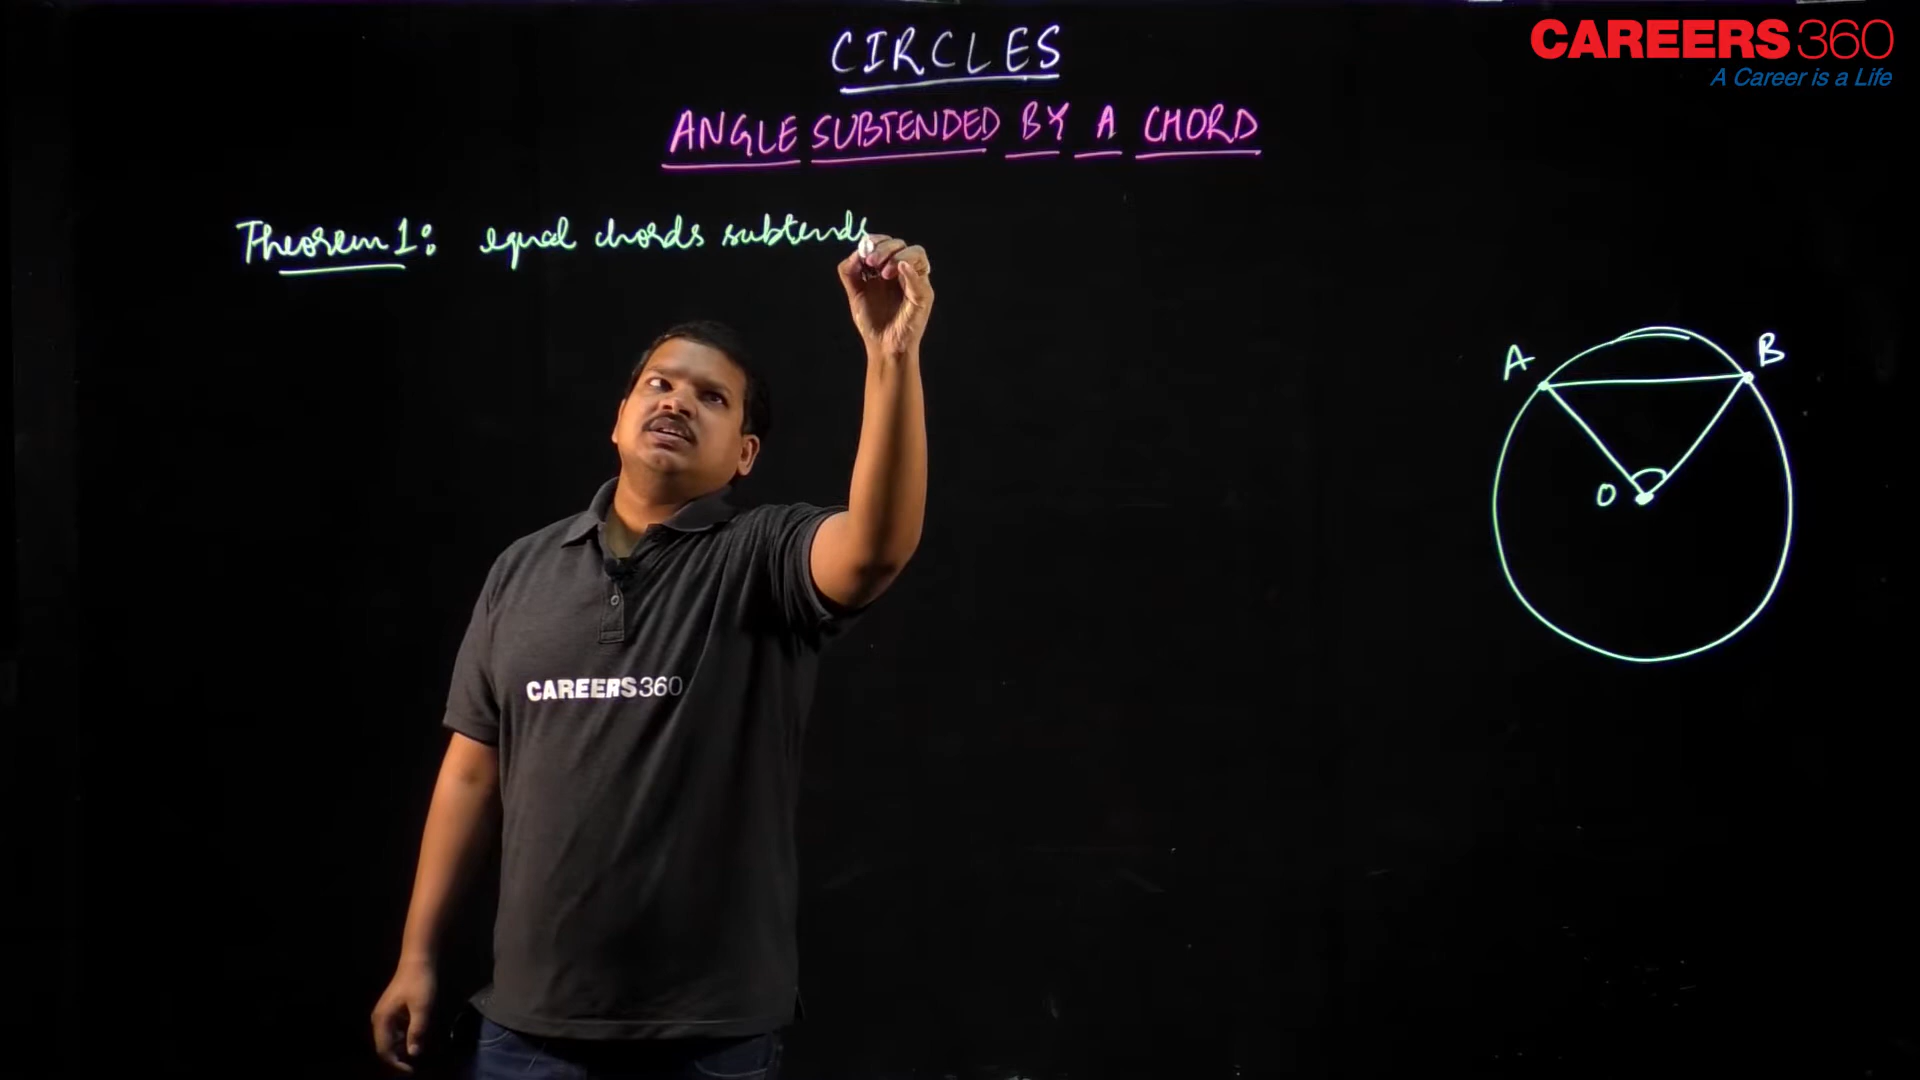 CIRCLES
CAREERS360
A Career is a Life
ANGLE SUBTENDED BY A CHORD
Theorem 1: equal chords subtends
A
B
O
CAREERS360